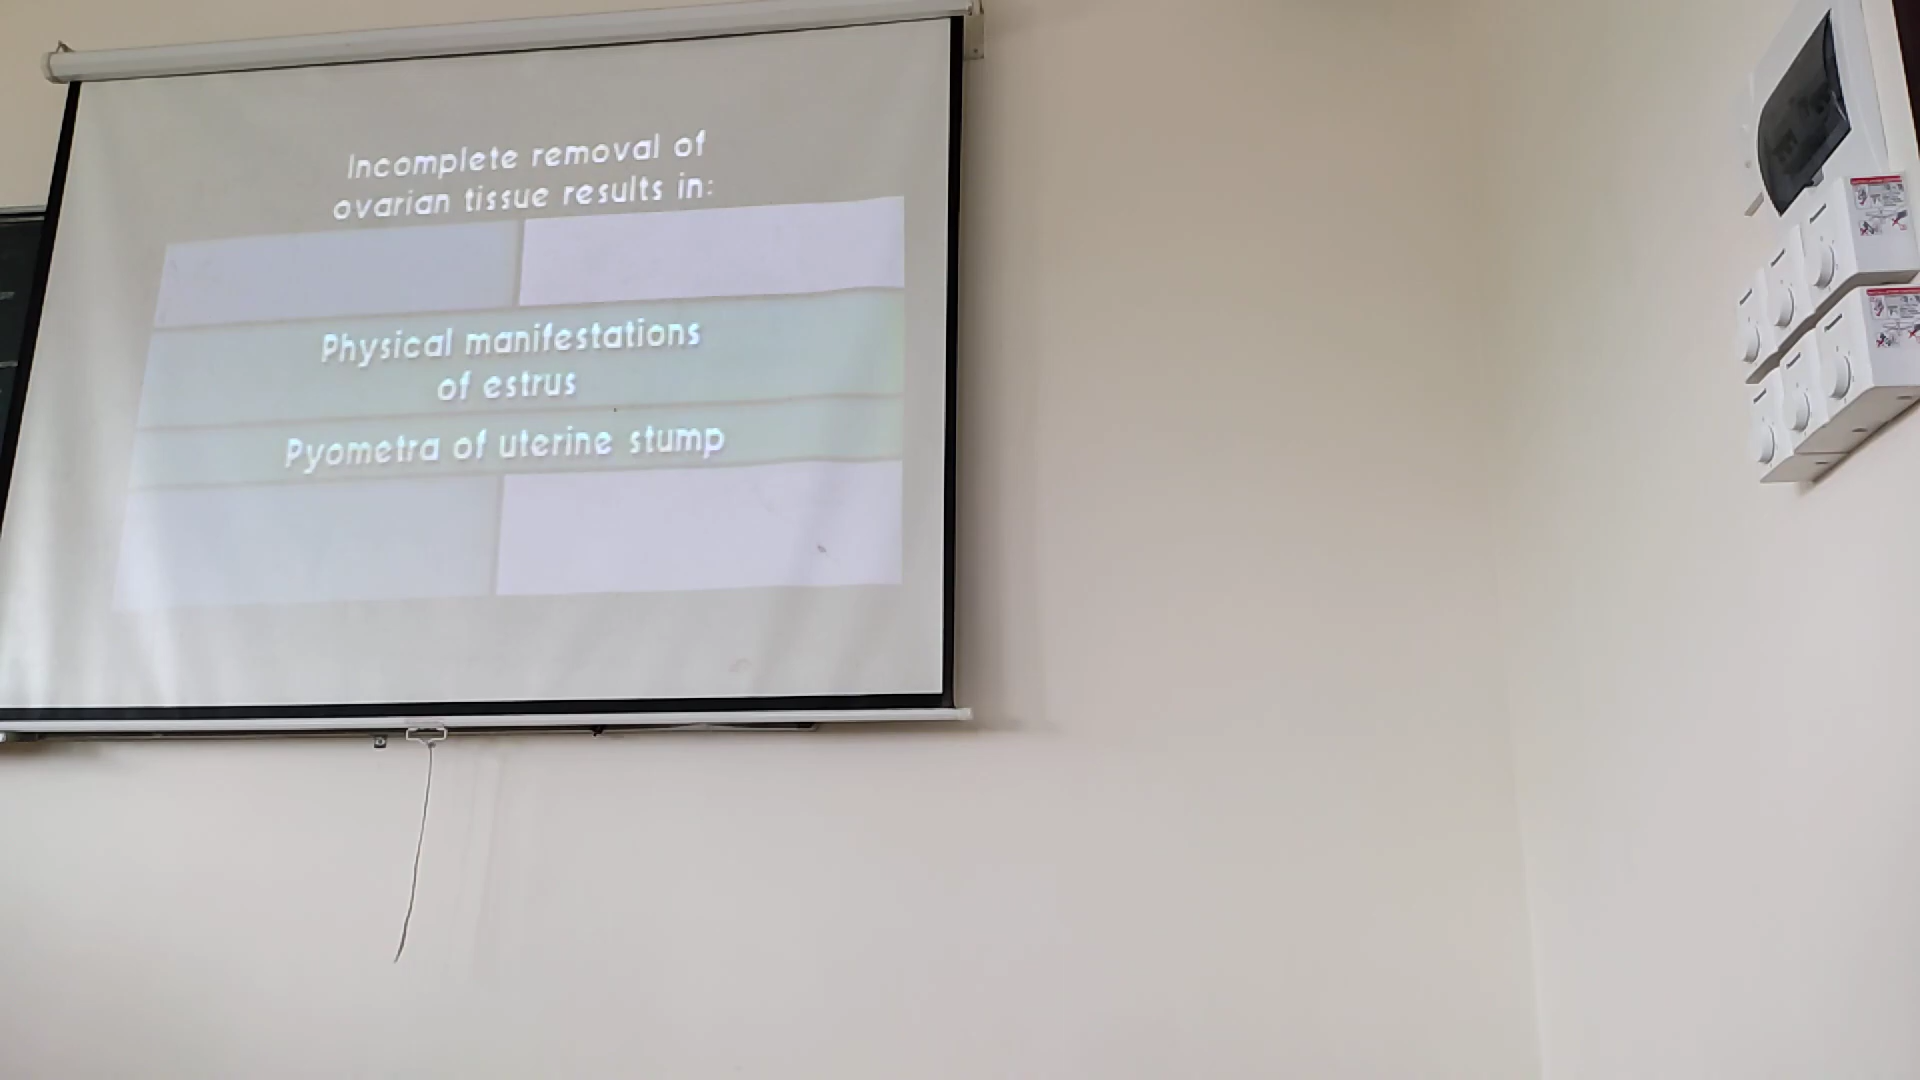 Incomplete removal of
ovarian tissue results in:
Physical manifestations
of estrus
Pyometra of uterine stump